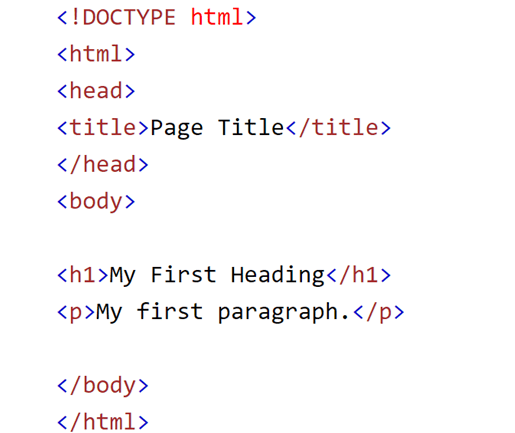 <!DOCTYPE html>
<html>
<head>
<title>Page Title</title>
</head>
<body>
<h1>My First Heading</h1>
<p>My first paragraph.</p>
</body>
</html>